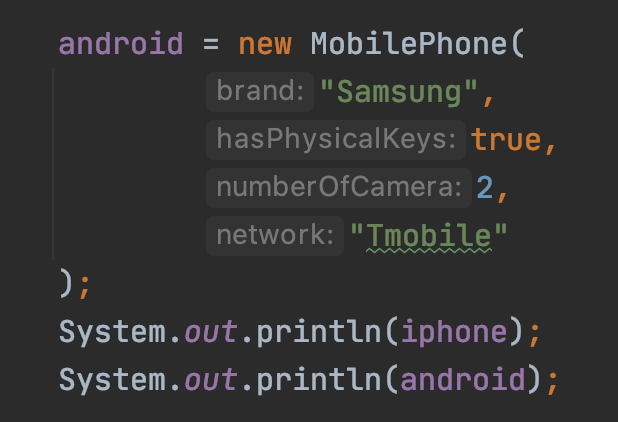 android = new MobilePhone(
brand: "Samsung",
hasPhysicalKeys: true,
numberOfCamera: 2,
network: "Tmobile"
);
System.out.println(iphone);
System.out.println(android);